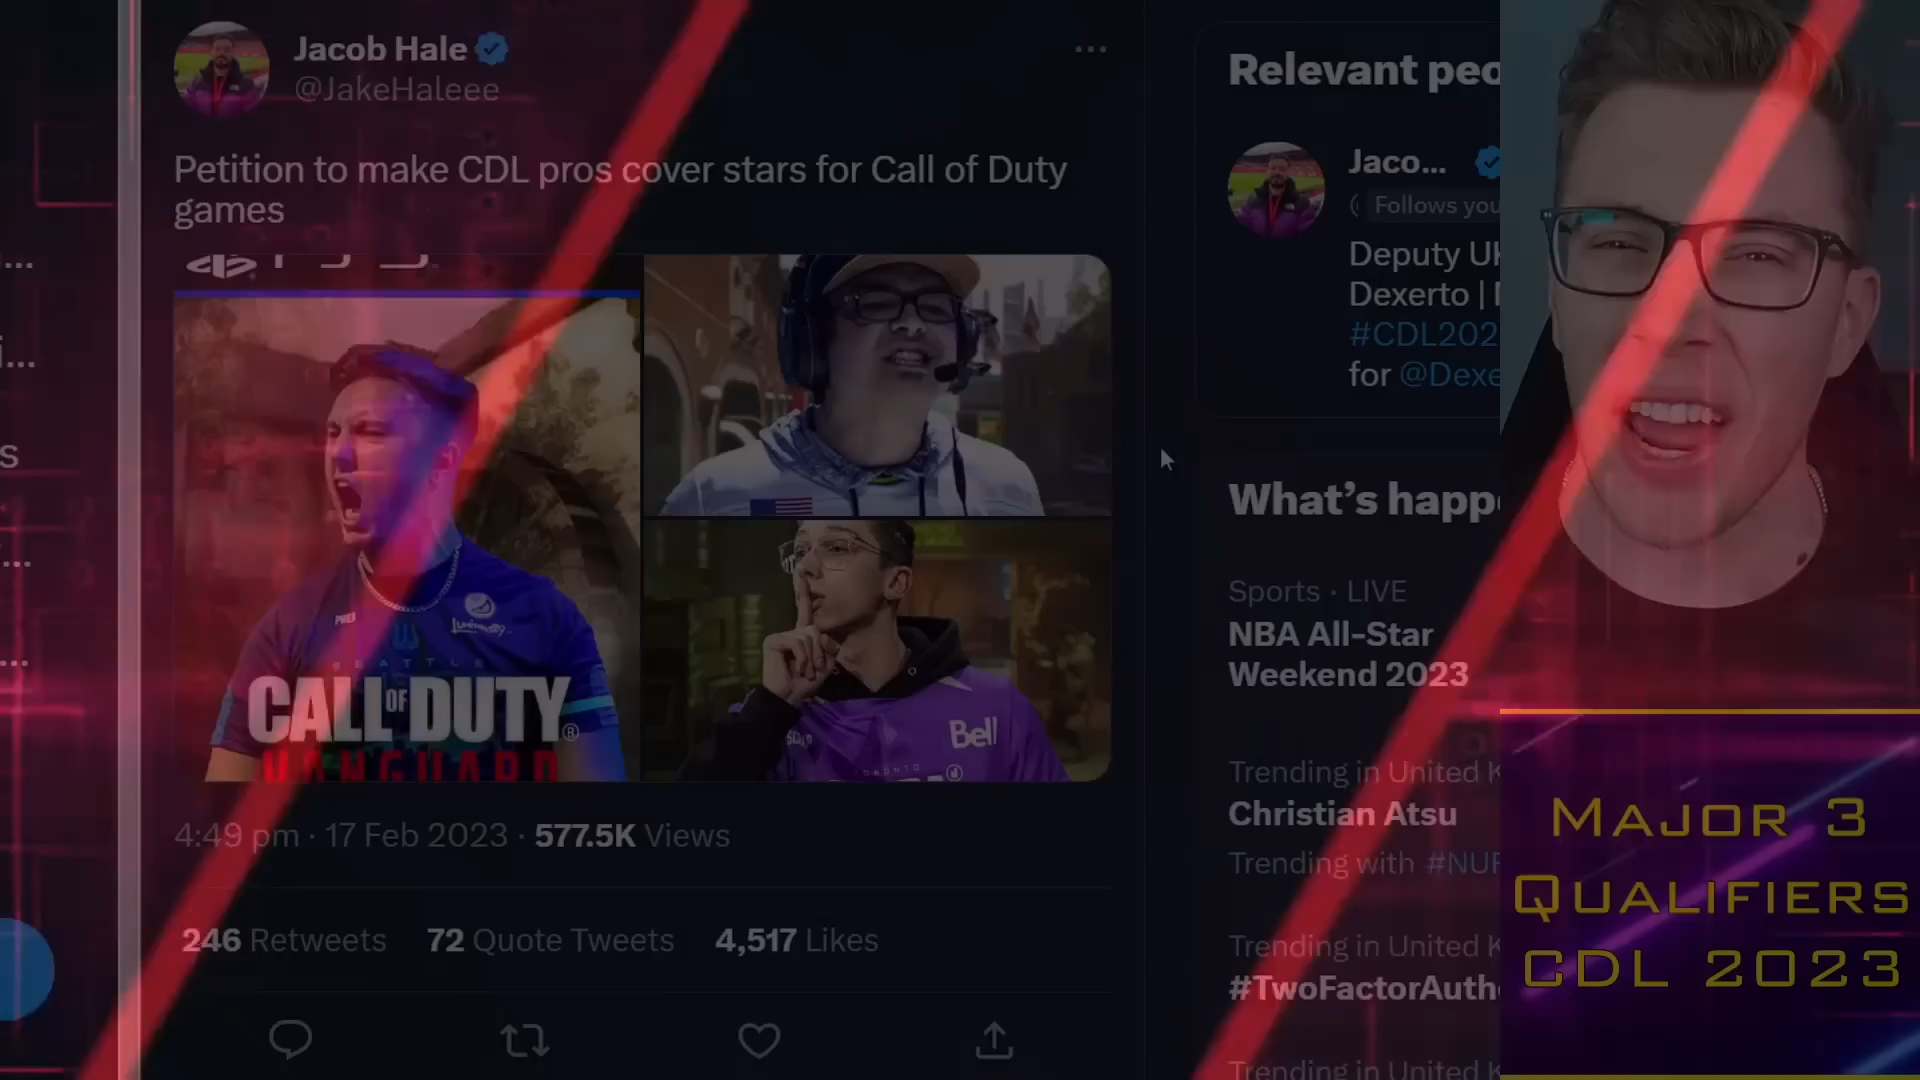 Jacob Hale
@JakeHaleee
Petition to make CDL pros cover stars for Call of Duty
games
SEATTLE
CALL OF DUTY®
VANGUARD
Bell
TORONTO
4:49 pm · 17 Feb 2023 · 577.5K Views
246 Retweets 72 Quote Tweets 4,517 Likes
Relevant peo
Jaco...
Follows you
Deputy UK
Dexerto |
#CDL202
for @Dexe
What's happ
Sports · LIVE
NBA All-Star
Weekend 2023
Trending in United K
Christian Atsu
Trending with #NUF
Trending in United K
#TwoFactorAuth
Trending in United K
Major 3
Qualifiers
CDL 2023